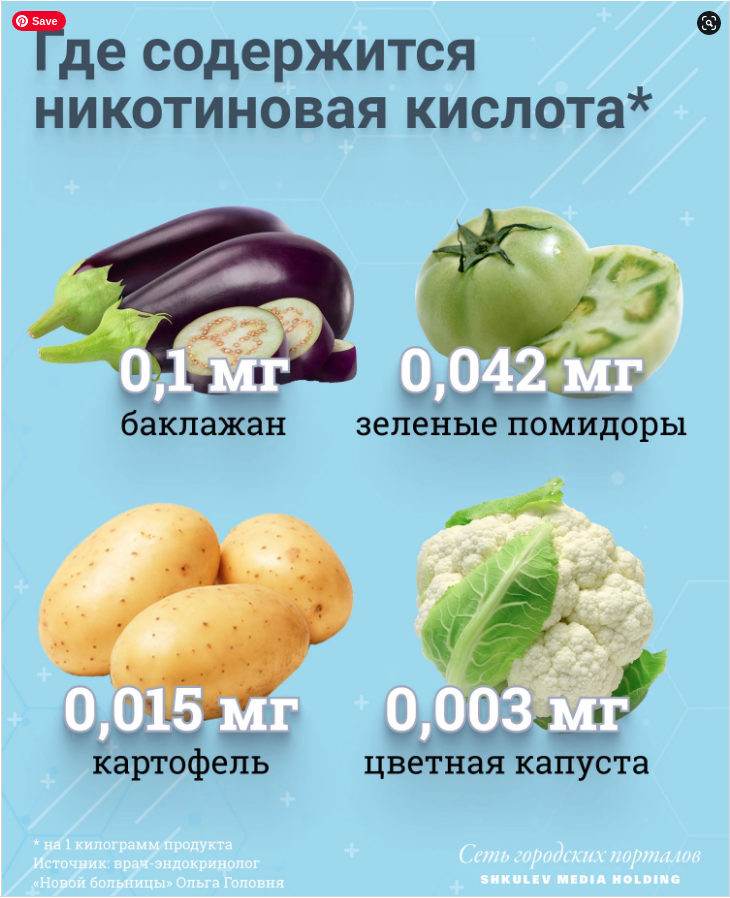 Save
Где содержится
никотиновая кислота*
0,1 мг
баклажан
0,042 мг
зеленые помидоры
0,015 мг
картофель
0,003 мг
цветная капуста
* на 1 килограмм продукта
Источник: врач-эндокринолог
«Новой больницы» Ольга Головня
Сеть городских порталов
SHKULEV MEDIA HOLDING